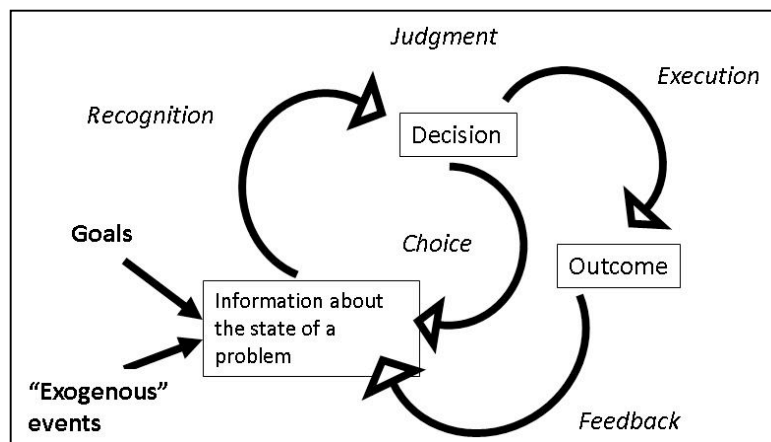 Judgment
Execution
Recognition
Decision
Goals
Choice
Outcome
Information about
the state of a
problem
“Exogenous”
events
Feedback